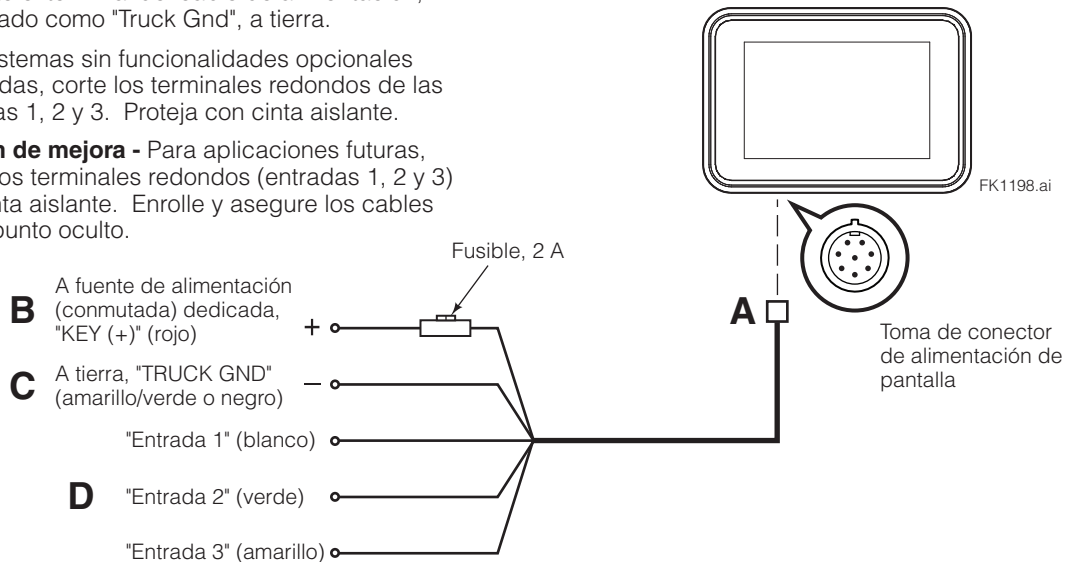 ado como "Truck Gnd", a tierra.
stemas sin funcionalidades opcionales
das, corte los terminales redondos de las
as 1, 2 y 3. Proteja con cinta aislante.
n de mejora - Para aplicaciones futuras,
os terminales redondos (entradas 1, 2 y 3)
nta aislante. Enrolle y asegure los cables
punto oculto.
FK1198.ai
Fusible, 2 A
B
A fuente de alimentación
(conmutada) dedicada,
"KEY (+)" (rojo)
+
A
Toma de conector
de alimentación de
pantalla
C
A tierra, "TRUCK GND"
(amarillo/verde o negro)
–
"Entrada 1" (blanco)
D
"Entrada 2" (verde)
"Entrada 3" (amarillo)